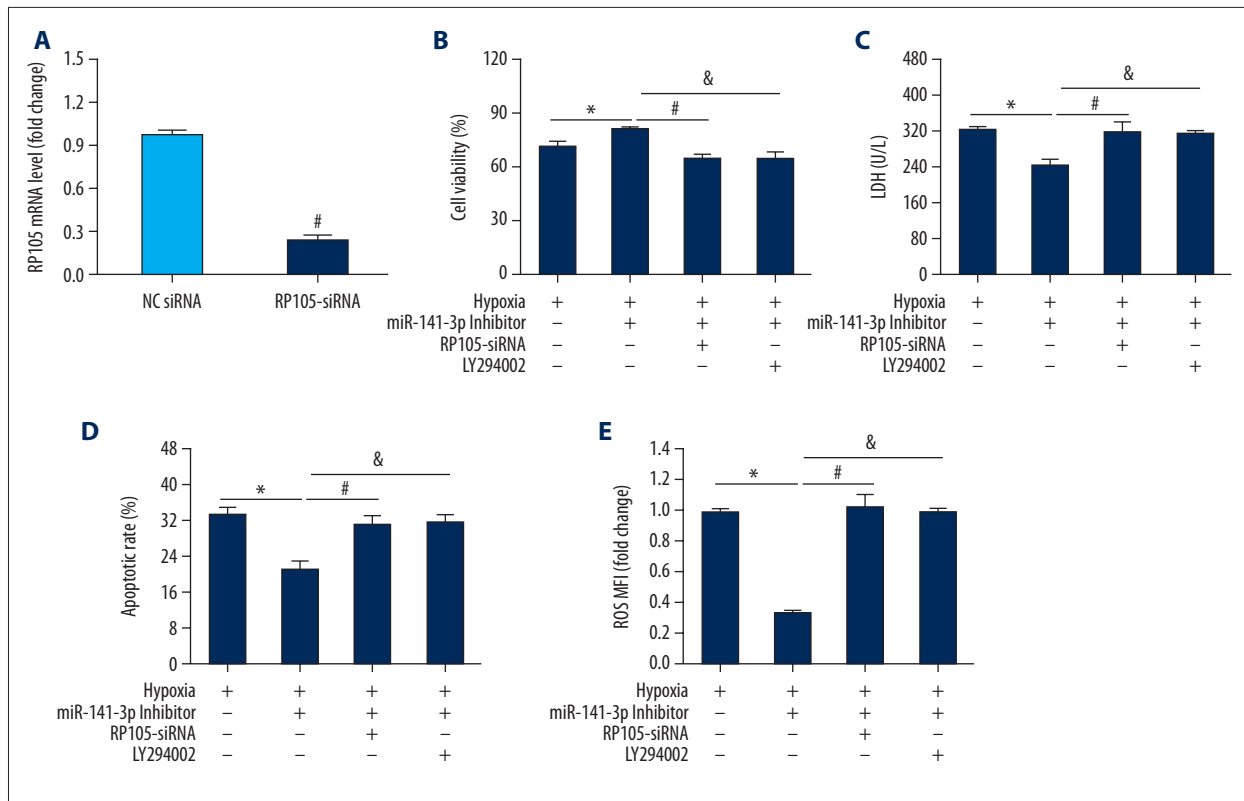 A
RP105 mRNA level (fold change)
1.5
1.2
0.9
0.6
0.3
0.0
#
NC siRNA RP105-siRNA
B
Cell viability (%)
120
90
60
30
0
&
* #
Hypoxia + + + +
miR-141-3p Inhibitor – + + +
RP105-siRNA – – + –
LY294002 – – – +
C
LDH (U/L)
480
400
320
240
160
80
0
&
* #
Hypoxia + + + +
miR-141-3p Inhibitor – + + +
RP105-siRNA – – + –
LY294002 – – – +
D
Apoptotic rate (%)
48
40
32
24
16
8
0
&
* #
Hypoxia + + + +
miR-141-3p Inhibitor – + + +
RP105-siRNA – – + –
LY294002 – – – +
E
ROS MFI (fold change)
1.4
1.2
1.0
0.8
0.6
0.4
0.2
0.0
&
* #
Hypoxia + + + +
miR-141-3p Inhibitor – + + +
RP105-siRNA – – + –
LY294002 – – – +